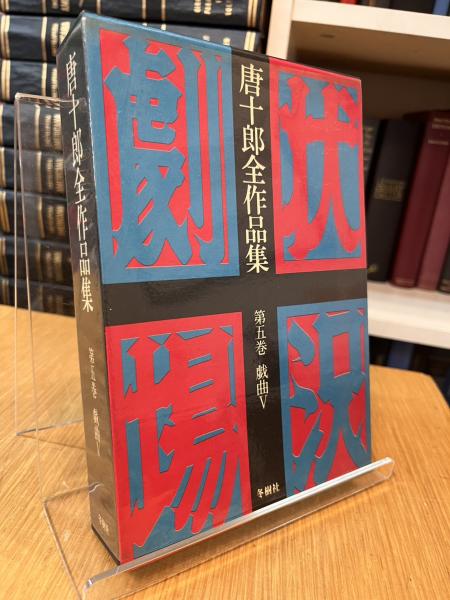 唐十郎全作品集
第五巻 戯曲V
冬樹社
状況
劇場
唐十郎全作品集
第五巻 戯曲V
冬樹社